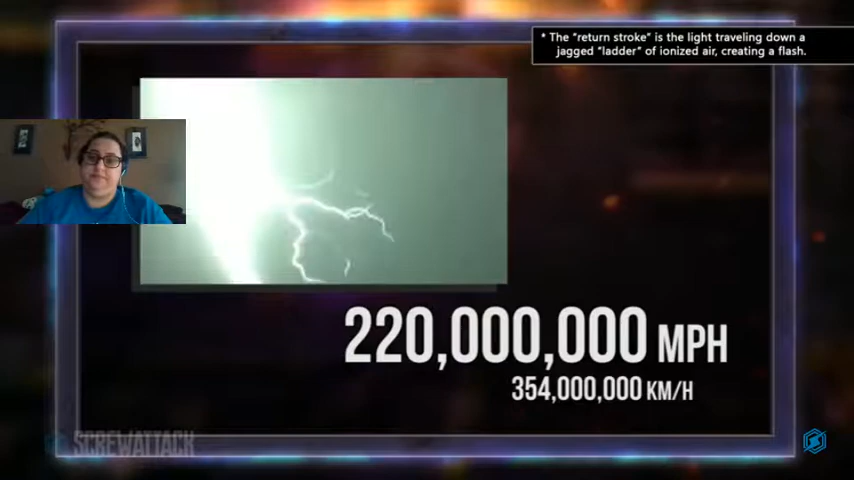 * The "return stroke" is the light traveling down a
jagged "ladder" of ionized air, creating a flash.
220,000,000 MPH
354,000,000 KM/H
SCREWATTACK